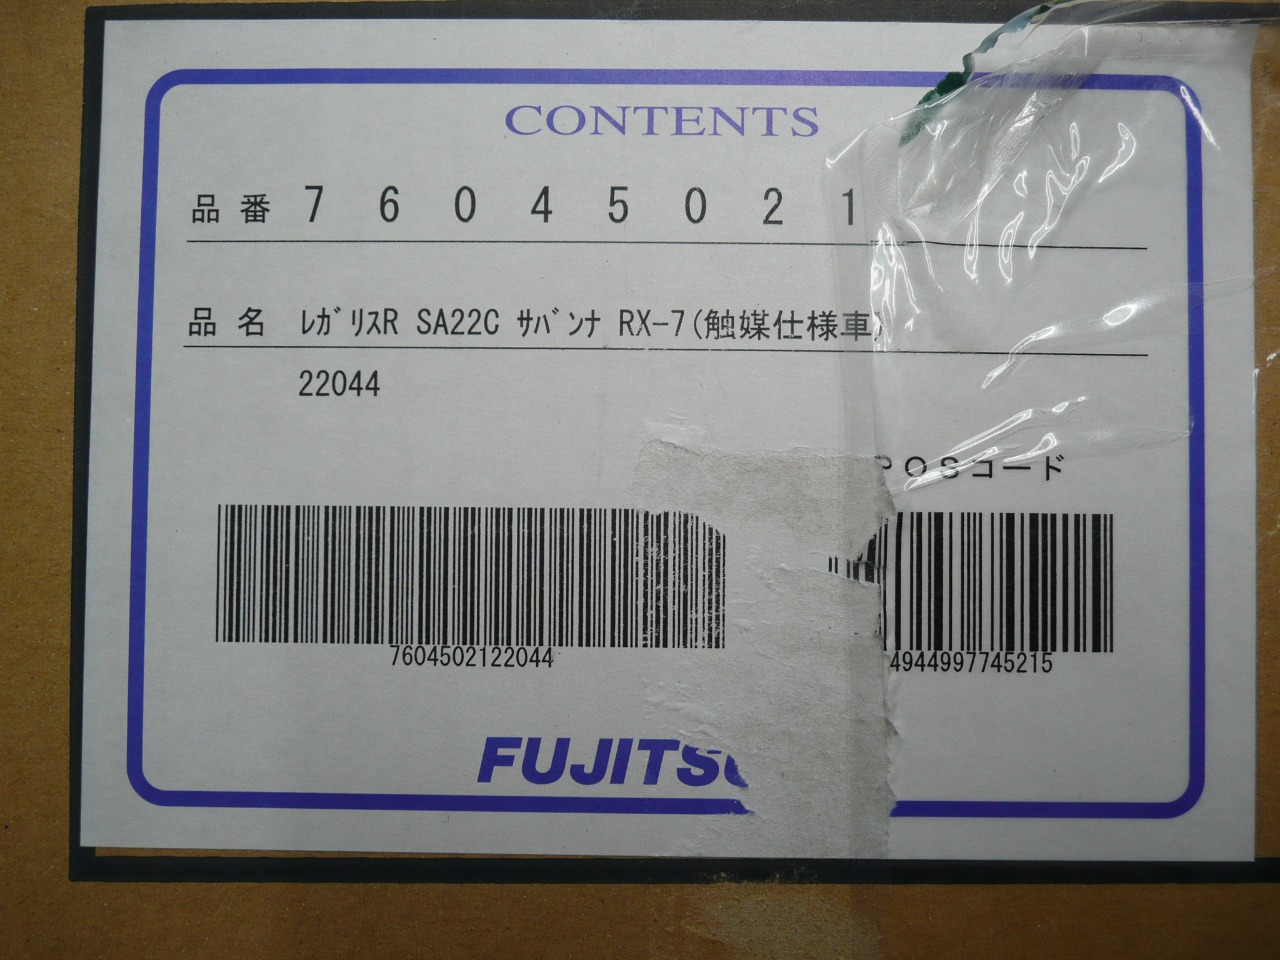 CONTENTS
品番 7 6 0 4 5 0 2 1
品名 ﾚｶﾞﾘｽR SA22C ｻﾊﾞﾝﾅ RX-7(触媒仕様車)
22044
POSコード
7604502122044
4944997745215
FUJITSU